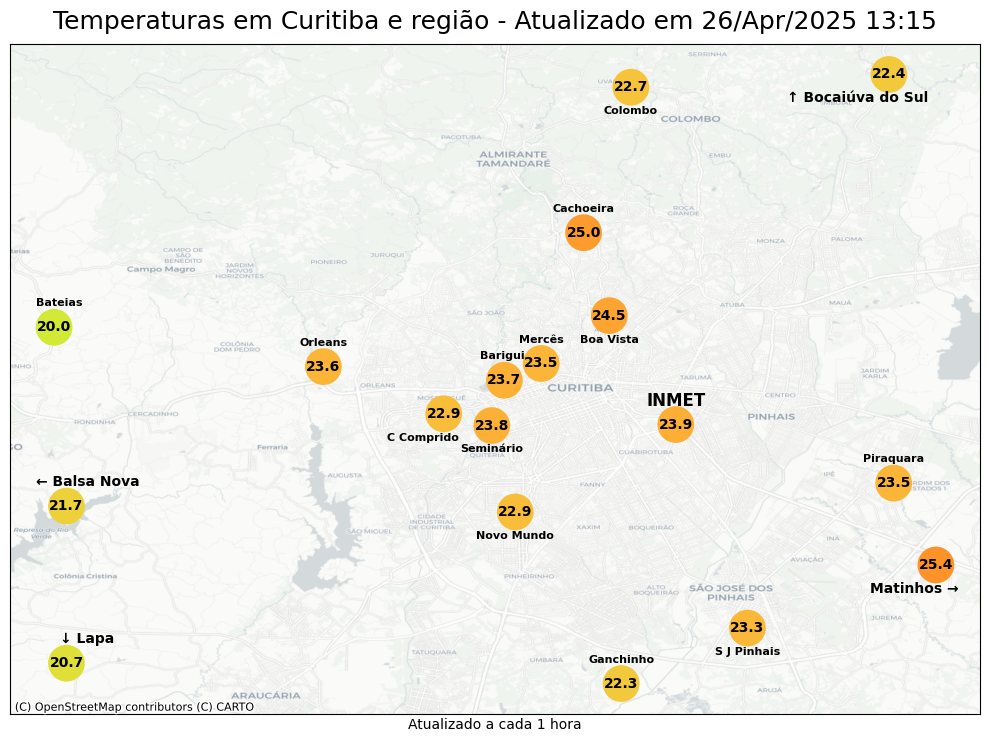 Temperaturas em Curitiba e região - Atualizado em 26/Apr/2025 13:15
SERRINHA
22.4
↑ Bocaiúva do Sul
22.7
Colombo
COLOMBO
PACOTUBA
ALMIRANTE
TAMANDARÉ
EMBU
Cachoeira
25.0
ROÇA
GRANDE
MONZA
PALOMA
CAMPO DE
SÃO
BENEDITO
Campo Magro
JARDIM
NOVOS
HORIZONTES
PIONEIRO
JURUQUI
Bateias
20.0
SÃO JOÃO
24.5
Boa Vista
ATUBA
MAUÁ
COLÔNIA
DOM PEDRO
Orleans
23.6
ORLEANS
Mercês
23.5
Barigui
23.7
CURITIBA
TARUMÃ
JARDIM
KARLA
CENTRO
PINHAIS
INMET
23.9
22.9
C Comprido
23.8
Seminário
CERCADINHO
RONDINHA
Ferraria
GUABIROTUBA
Piraquara
23.5
IPÊ
AUGUSTA
FANNY
← Balsa Nova
21.7
22.9
Novo Mundo
CIDADE
INDUSTRIAL
DE CURITIBA
SÃO MIGUEL
XAXIM
BOQUEIRÃO
INÁ
AVIAÇÃO
25.4
Matinhos →
Colônia Cristina
PINHEIRINHO
ALTO
BOQUEIRÃO
SÃO JOSÉ DOS
PINHAIS
JUREMA
23.3
S J Pinhais
↓ Lapa
20.7
TATUQUARA
UMBARÁ
Ganchinho
22.3
ARUJÁ
ARAUCÁRIA
(C) OpenStreetMap contributors (C) CARTO
Atualizado a cada 1 hora